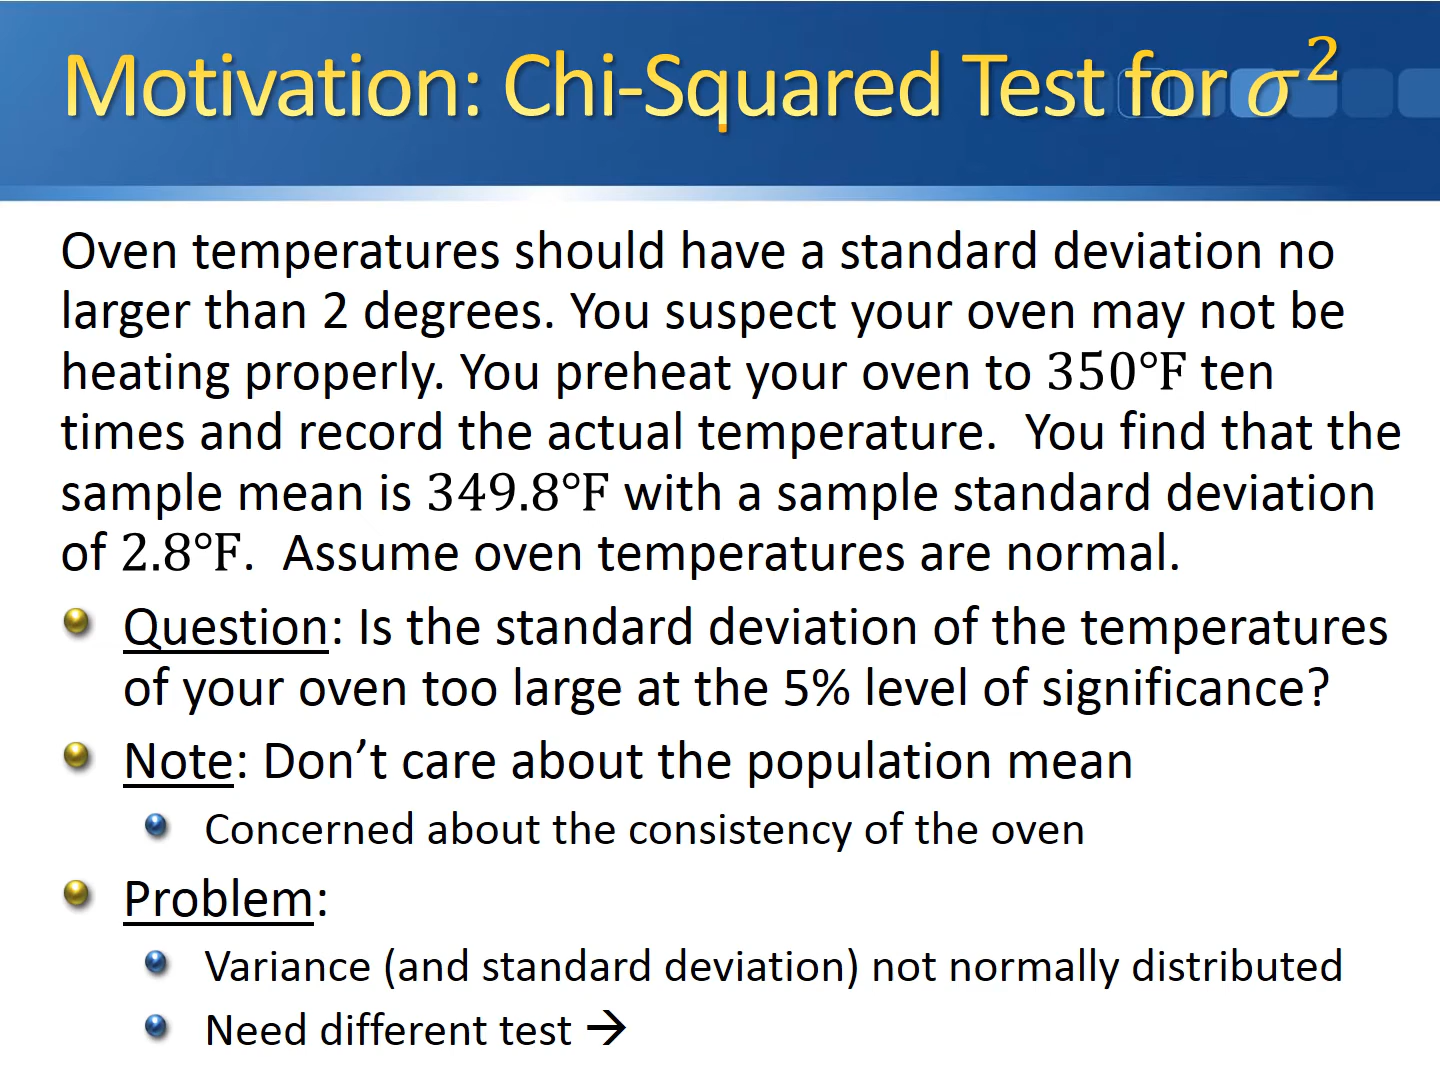 Motivation: Chi-Squared Test for σ²
Oven temperatures should have a standard deviation no
larger than 2 degrees. You suspect your oven may not be
heating properly. You preheat your oven to 350°F ten
times and record the actual temperature. You find that the
sample mean is 349.8°F with a sample standard deviation
of 2.8°F. Assume oven temperatures are normal.
Question: Is the standard deviation of the temperatures
of your oven too large at the 5% level of significance?
Note: Don’t care about the population mean
Concerned about the consistency of the oven
Problem:
Variance (and standard deviation) not normally distributed
Need different test →